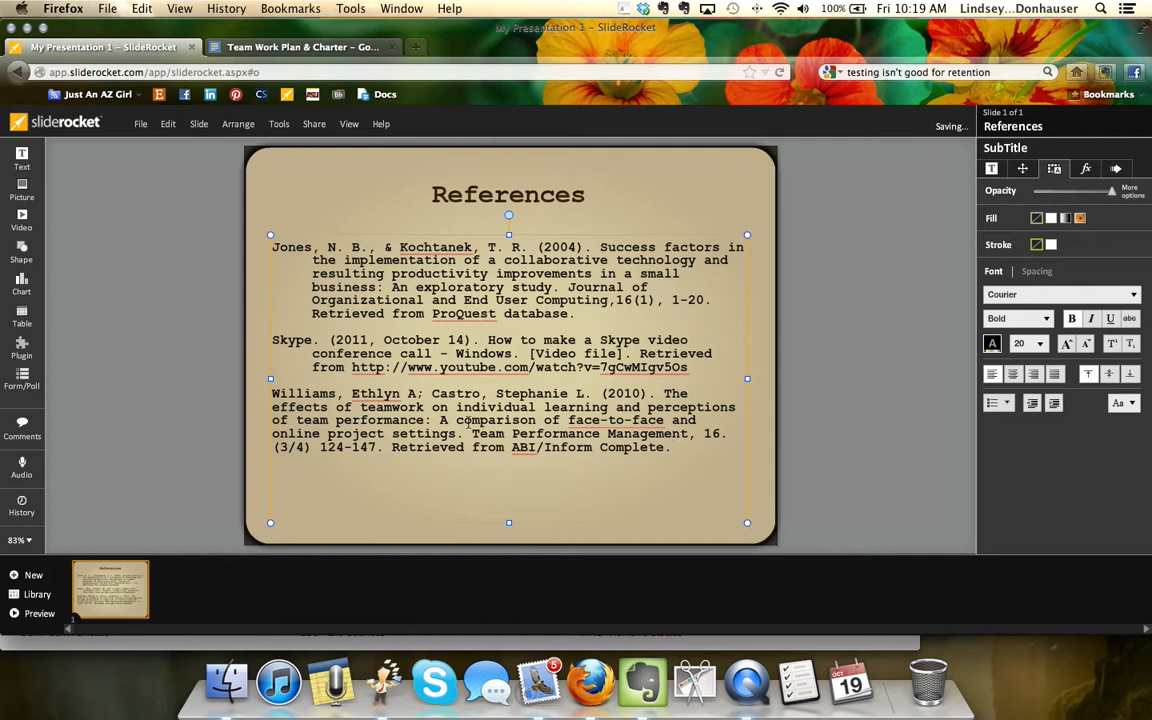 Firefox File Edit View History Bookmarks Tools Window Help 100% Fri 10:19 AM Lindsey_...Donhauser
My Presentation 1 – SlideRocket
My Presentation 1 – SlideRocket Team Work Plan & Charter – Go...
app.sliderocket.com/app/sliderocket.aspx#o testing isn't good for retention
Just An AZ Girl Docs Bookmarks
sliderocket File Edit Slide Arrange Tools Share View Help Saving...
Slide 1 of 1
References
SubTitle
Text
Picture
Video
Shape
Chart
Table
Plugin
Form/Poll
Comments
Audio
History
83%
References
Jones, N. B., & Kochtanek, T. R. (2004). Success factors in
the implementation of a collaborative technology and
resulting productivity improvements in a small
business: An exploratory study. Journal of
Organizational and End User Computing,16(1), 1-20.
Retrieved from ProQuest database.
Skype. (2011, October 14). How to make a Skype video
conference call - Windows. [Video file]. Retrieved
from http://www.youtube.com/watch?v=7gCwMIgv5Os
Williams, Ethlyn A; Castro, Stephanie L. (2010). The
effects of teamwork on individual learning and perceptions
of team performance: A comparison of face-to-face and
online project settings. Team Performance Management, 16.
(3/4) 124-147. Retrieved from ABI/Inform Complete.
Opacity More options
Fill
Stroke
Font Spacing
Courier
Bold B I abc
A 20 A A T T
Aa
New
Library
Preview
1
5
OCT
19